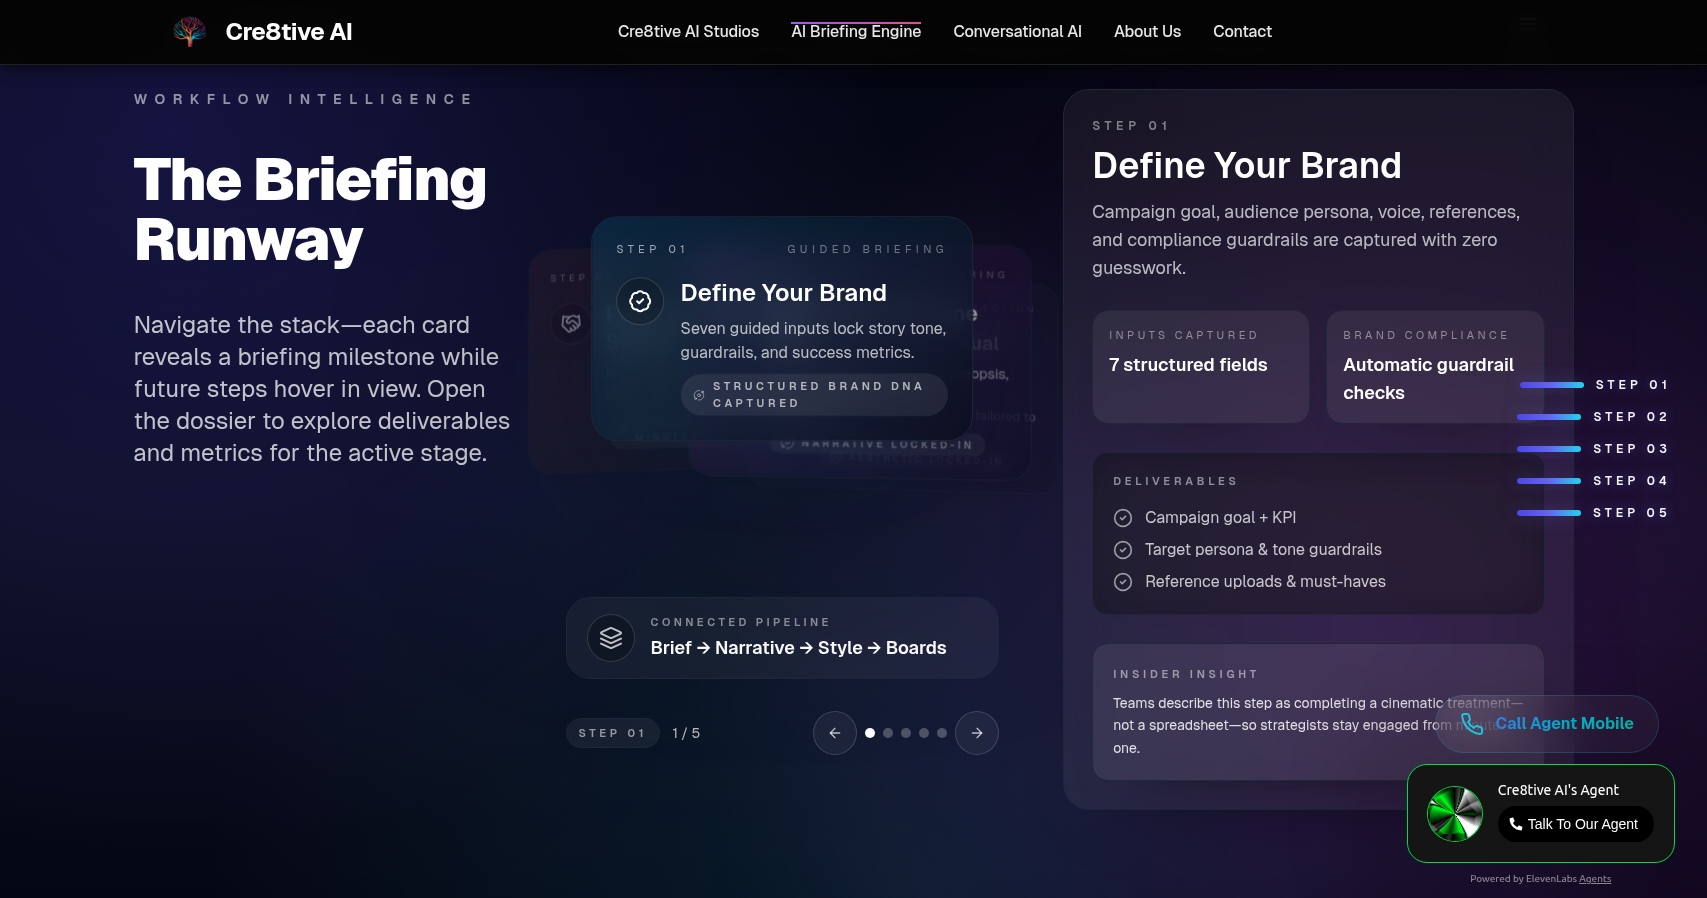 Cre8tive AI
Cre8tive AI Studios
AI Briefing Engine
Conversational AI
About Us
Contact
WORKFLOW INTELLIGENCE
The Briefing
Runway
Navigate the stack—each card
reveals a briefing milestone while
future steps hover in view. Open
the dossier to explore deliverables
and metrics for the active stage.
STEP 01
GUIDED BRIEFING
Define Your Brand
Seven guided inputs lock story tone,
guardrails, and success metrics.
STRUCTURED BRAND DNA
CAPTURED
NARRATIVE LOCKED-IN
CONNECTED PIPELINE
Brief → Narrative → Style → Boards
STEP 01
1 / 5
STEP 01
Define Your Brand
Campaign goal, audience persona, voice, references,
and compliance guardrails are captured with zero
guesswork.
INPUTS CAPTURED
7 structured fields
BRAND COMPLIANCE
Automatic guardrail
checks
DELIVERABLES
Campaign goal + KPI
Target persona & tone guardrails
Reference uploads & must-haves
INSIDER INSIGHT
Teams describe this step as completing a cinematic treatment—
not a spreadsheet—so strategists stay engaged from minute
one.
STEP 01
STEP 02
STEP 03
STEP 04
STEP 05
Call Agent Mobile
Cre8tive AI's Agent
Talk To Our Agent
Powered by ElevenLabs Agents